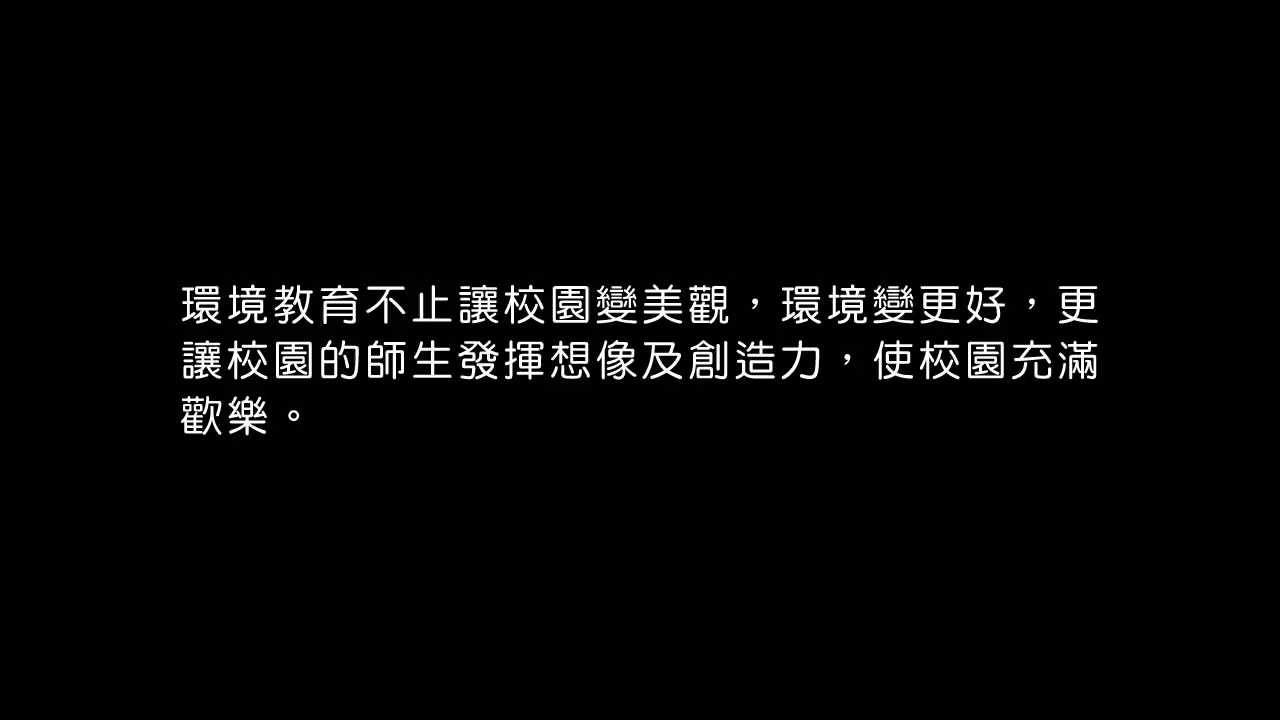 環境教育不止讓校園變美觀，環境變更好，更
讓校園的師生發揮想像及創造力，使校園充滿
歡樂。